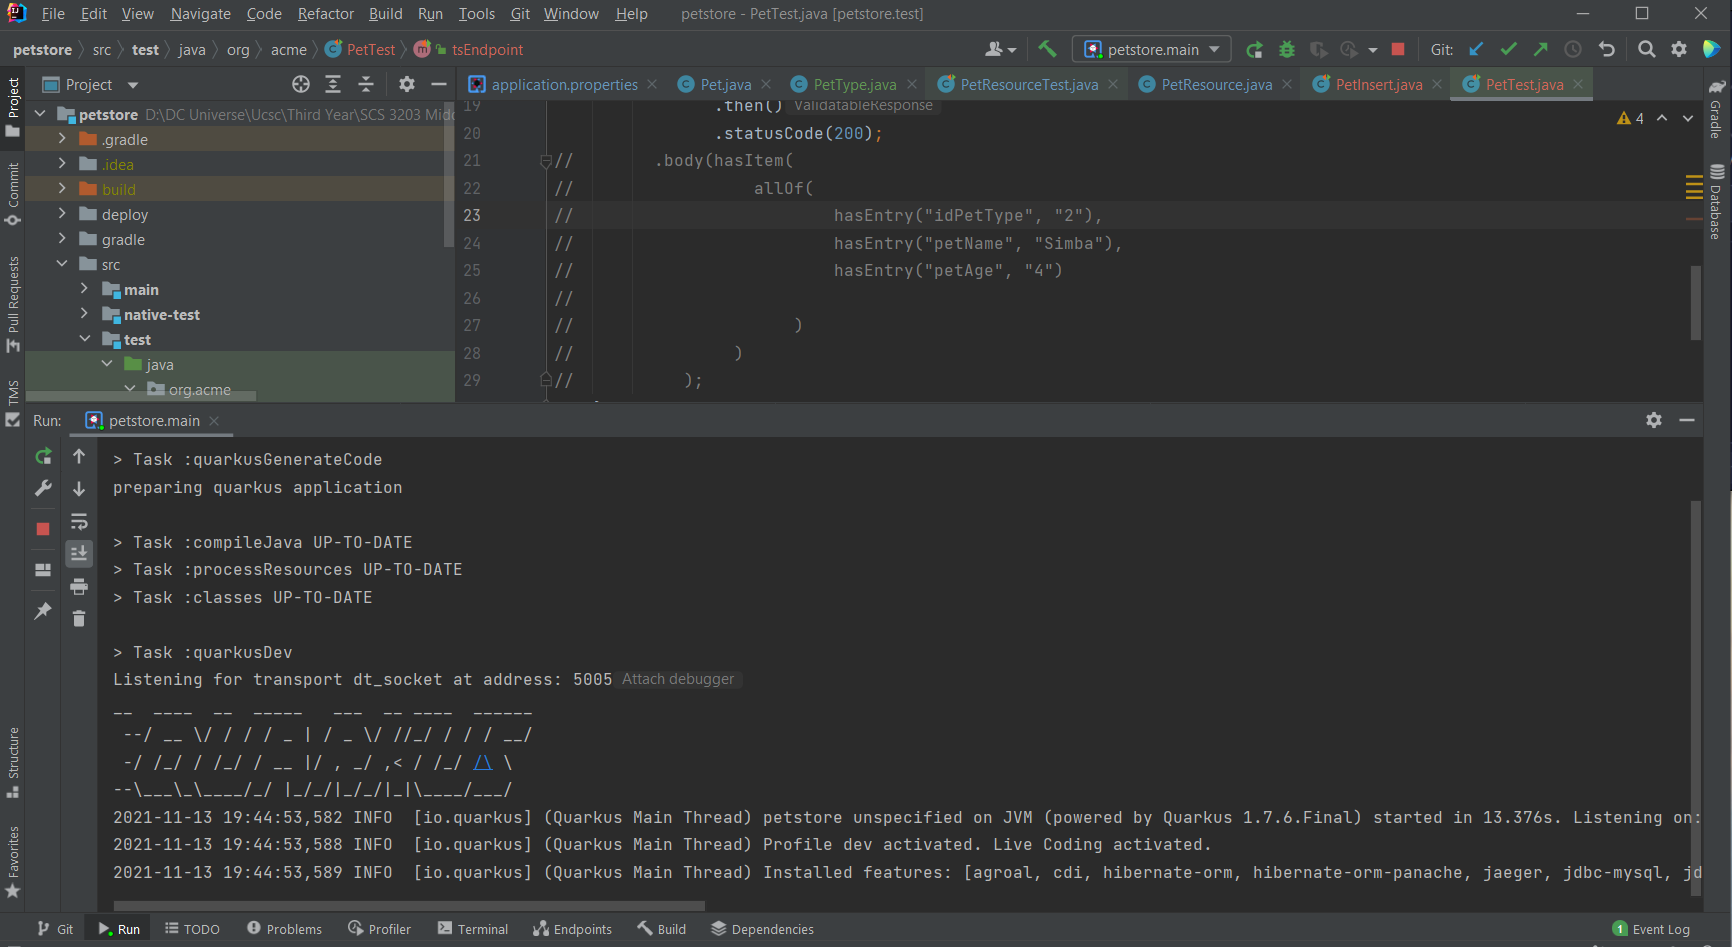 File Edit View Navigate Code Refactor Build Run Tools Git Window Help petstore - PetTest.java [petstore.test]
petstore src test java org acme PetTest tsEndpoint petstore.main Git:
Project application.properties Pet.java PetType.java PetResourceTest.java PetResource.java PetInsert.java PetTest.java
petstore D:\DC Universe\Ucsc\Third Year\SCS 3203 Midd
.gradle
.idea
build
deploy
gradle
src
main
native-test
test
java
org.acme
19 .then() ValidatableResponse
20 .statusCode(200);
21 // .body(hasItem(
22 // allOf(
23 // hasEntry("idPetType", "2"),
24 // hasEntry("petName", "Simba"),
25 // hasEntry("petAge", "4")
26 //
27 // )
28 // )
29 // );
4
Project
Commit
Pull Requests
TMS
Structure
Favorites
Gradle
Database
Run: petstore.main
> Task :quarkusGenerateCode
preparing quarkus application
> Task :compileJava UP-TO-DATE
> Task :processResources UP-TO-DATE
> Task :classes UP-TO-DATE
> Task :quarkusDev
Listening for transport dt_socket at address: 5005 Attach debugger
__  ____  __  _____   ___  __ ____  ______
 --/ __ \/ / / / _ | / _ \/ //_/ / / / __/
 -/ /_/ / /_/ / __ |/ , _/ ,< / /_/ /\ \
--\___\_\____/_/ |_/_/|_/_/|_|\____/___/
2021-11-13 19:44:53,582 INFO  [io.quarkus] (Quarkus Main Thread) petstore unspecified on JVM (powered by Quarkus 1.7.6.Final) started in 13.376s. Listening on:
2021-11-13 19:44:53,588 INFO  [io.quarkus] (Quarkus Main Thread) Profile dev activated. Live Coding activated.
2021-11-13 19:44:53,589 INFO  [io.quarkus] (Quarkus Main Thread) Installed features: [agroal, cdi, hibernate-orm, hibernate-orm-panache, jaeger, jdbc-mysql, jd
Git Run TODO Problems Profiler Terminal Endpoints Build Dependencies 1 Event Log